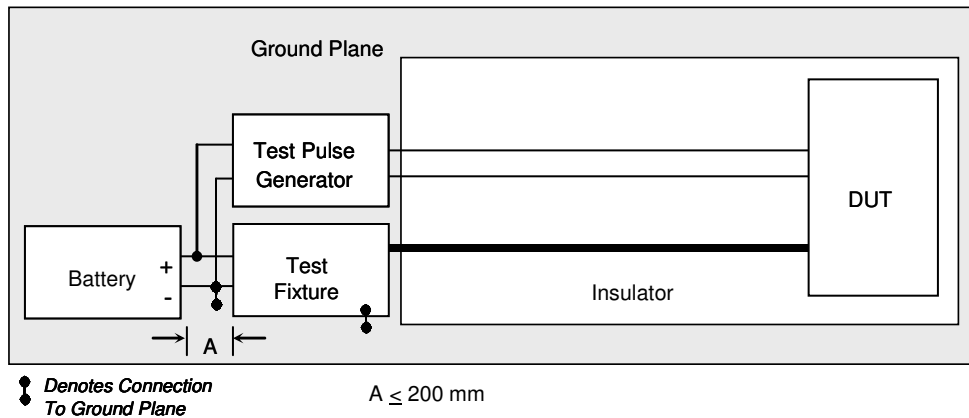 Ground Plane
Test Pulse
Generator
DUT
Battery
+
-
Test
Fixture
Insulator
A
Denotes Connection
To Ground Plane
A ≤ 200 mm